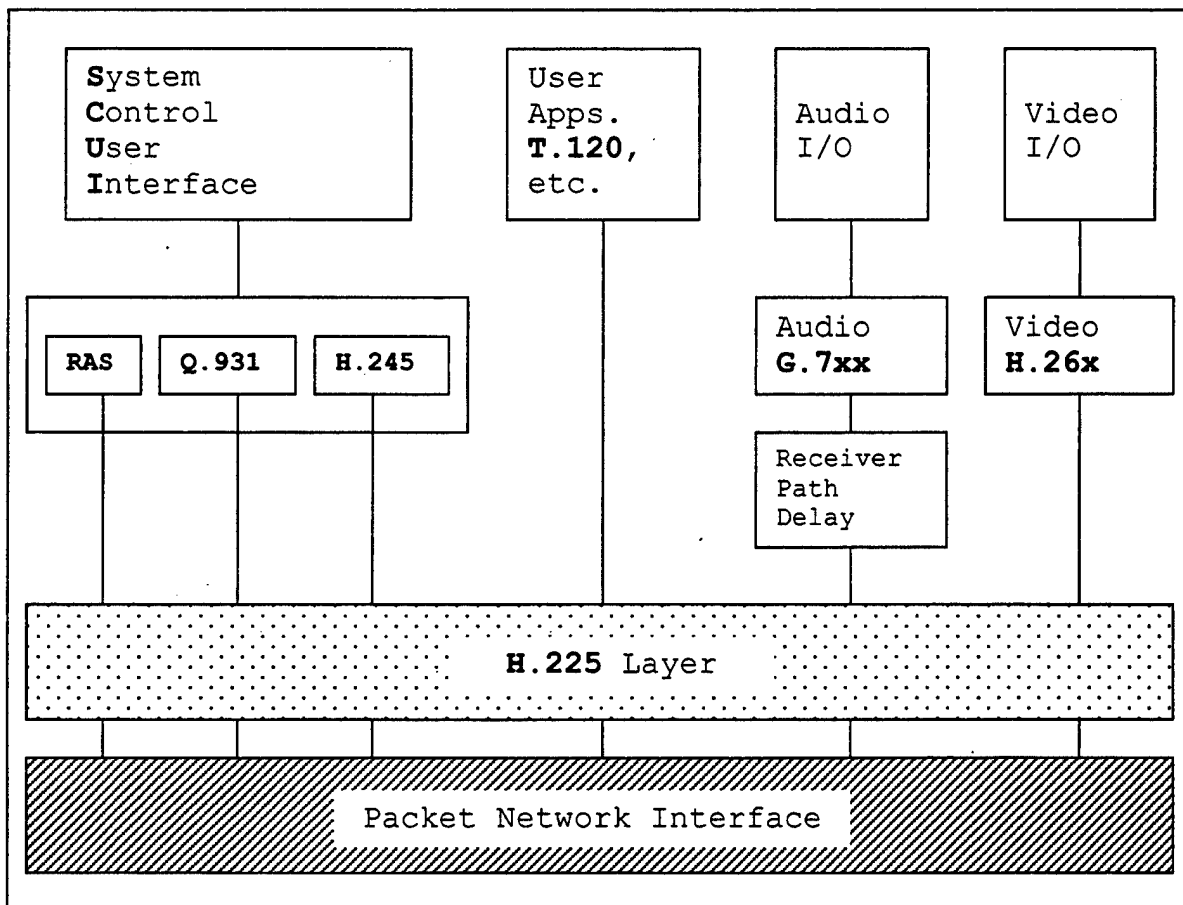 System
Control
User
Interface
User
Apps.
T.120,
etc.
Audio
I/O
Video
I/O
RAS
Q.931
H.245
Audio
G.7xx
Video
H.26x
Receiver
Path
Delay
H.225 Layer
Packet Network Interface